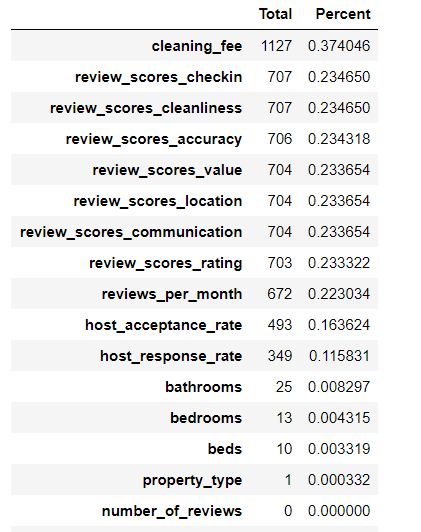 Total Percent
cleaning_fee 1127 0.374046
review_scores_checkin 707 0.234650
review_scores_cleanliness 707 0.234650
review_scores_accuracy 706 0.234318
review_scores_value 704 0.233654
review_scores_location 704 0.233654
review_scores_communication 704 0.233654
review_scores_rating 703 0.233322
reviews_per_month 672 0.223034
host_acceptance_rate 493 0.163624
host_response_rate 349 0.115831
bathrooms 25 0.008297
bedrooms 13 0.004315
beds 10 0.003319
property_type 1 0.000332
number_of_reviews 0 0.000000